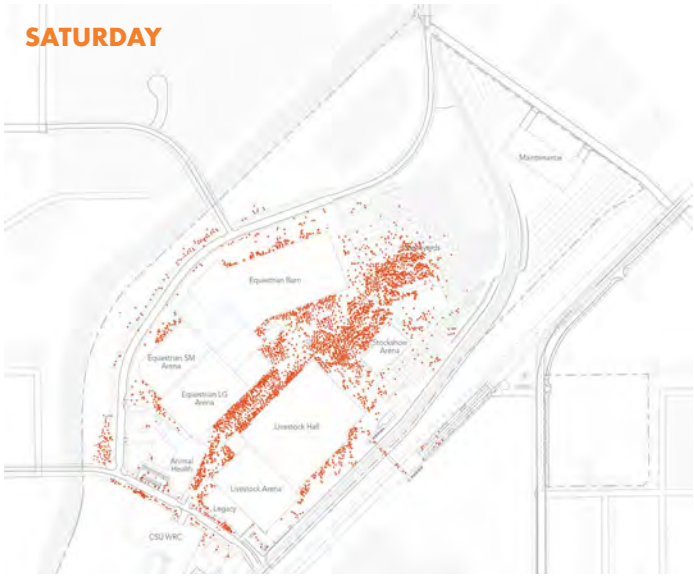 SATURDAY
Maintenance
Equestrian Barn
Stockshow
Arena
Equestrian SM
Arena
Equestrian LG
Arena
Livestock Hall
Animal
Health
Livestock Arena
Legacy
CSU WRC